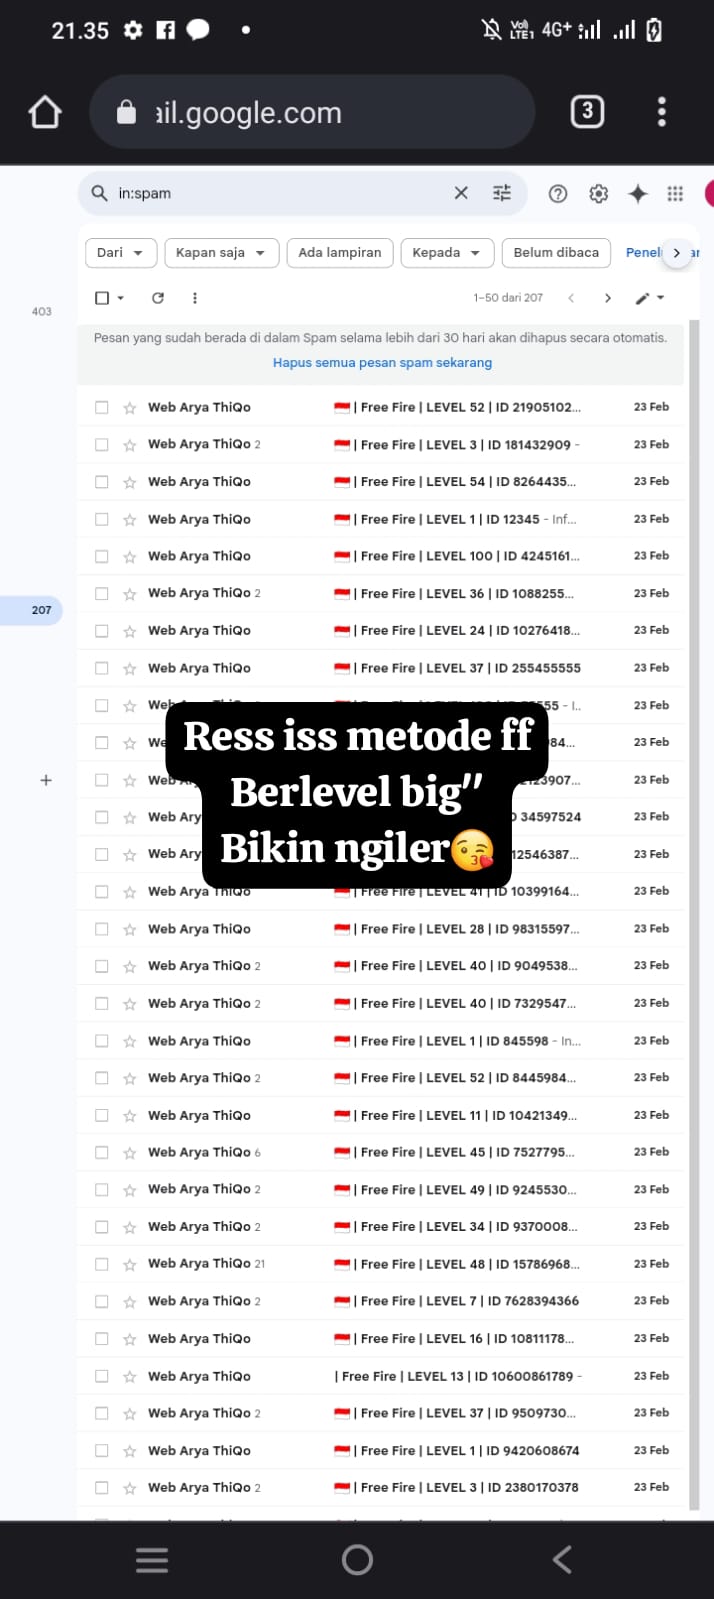 21.35
Vo) LTE1 4G+
ail.google.com
3
in:spam
Dari
Kapan saja
Ada lampiran
Kepada
Belum dibaca
1–50 dari 207
403
Pesan yang sudah berada di dalam Spam selama lebih dari 30 hari akan dihapus secara otomatis.
Hapus semua pesan spam sekarang
Web Arya ThiQo | Free Fire | LEVEL 52 | ID 21905102... 23 Feb
Web Arya ThiQo 2 | Free Fire | LEVEL 3 | ID 181432909 - 23 Feb
Web Arya ThiQo | Free Fire | LEVEL 54 | ID 8264435... 23 Feb
Web Arya ThiQo | Free Fire | LEVEL 1 | ID 12345 - Inf... 23 Feb
Web Arya ThiQo | Free Fire | LEVEL 100 | ID 4245161... 23 Feb
Web Arya ThiQo 2 | Free Fire | LEVEL 36 | ID 1088255... 23 Feb
207
Web Arya ThiQo | Free Fire | LEVEL 24 | ID 10276418... 23 Feb
Web Arya ThiQo | Free Fire | LEVEL 37 | ID 255455555 23 Feb
23 Feb
23 Feb
23 Feb
Web Ary 34597524 23 Feb
Web Ary 12546387... 23 Feb
Ress iss metode ff
Berlevel big"
Bikin ngiler😘
Web Arya ThiQo | Free Fire | LEVEL 41 | ID 10399164... 23 Feb
Web Arya ThiQo | Free Fire | LEVEL 28 | ID 98315597... 23 Feb
Web Arya ThiQo 2 | Free Fire | LEVEL 40 | ID 9049538... 23 Feb
Web Arya ThiQo 2 | Free Fire | LEVEL 40 | ID 7329547... 23 Feb
Web Arya ThiQo | Free Fire | LEVEL 1 | ID 845598 - In... 23 Feb
Web Arya ThiQo 2 | Free Fire | LEVEL 52 | ID 8445984... 23 Feb
Web Arya ThiQo | Free Fire | LEVEL 11 | ID 10421349... 23 Feb
Web Arya ThiQo 6 | Free Fire | LEVEL 45 | ID 7527795... 23 Feb
Web Arya ThiQo 2 | Free Fire | LEVEL 49 | ID 9245530... 23 Feb
Web Arya ThiQo 2 | Free Fire | LEVEL 34 | ID 9370008... 23 Feb
Web Arya ThiQo 21 | Free Fire | LEVEL 48 | ID 15786968... 23 Feb
Web Arya ThiQo 2 | Free Fire | LEVEL 7 | ID 7628394366 23 Feb
Web Arya ThiQo | Free Fire | LEVEL 16 | ID 10811178... 23 Feb
Web Arya ThiQo | Free Fire | LEVEL 13 | ID 10600861789 - 23 Feb
Web Arya ThiQo 2 | Free Fire | LEVEL 37 | ID 9509730... 23 Feb
Web Arya ThiQo | Free Fire | LEVEL 1 | ID 9420608674 23 Feb
Web Arya ThiQo 2 | Free Fire | LEVEL 3 | ID 2380170378 23 Feb